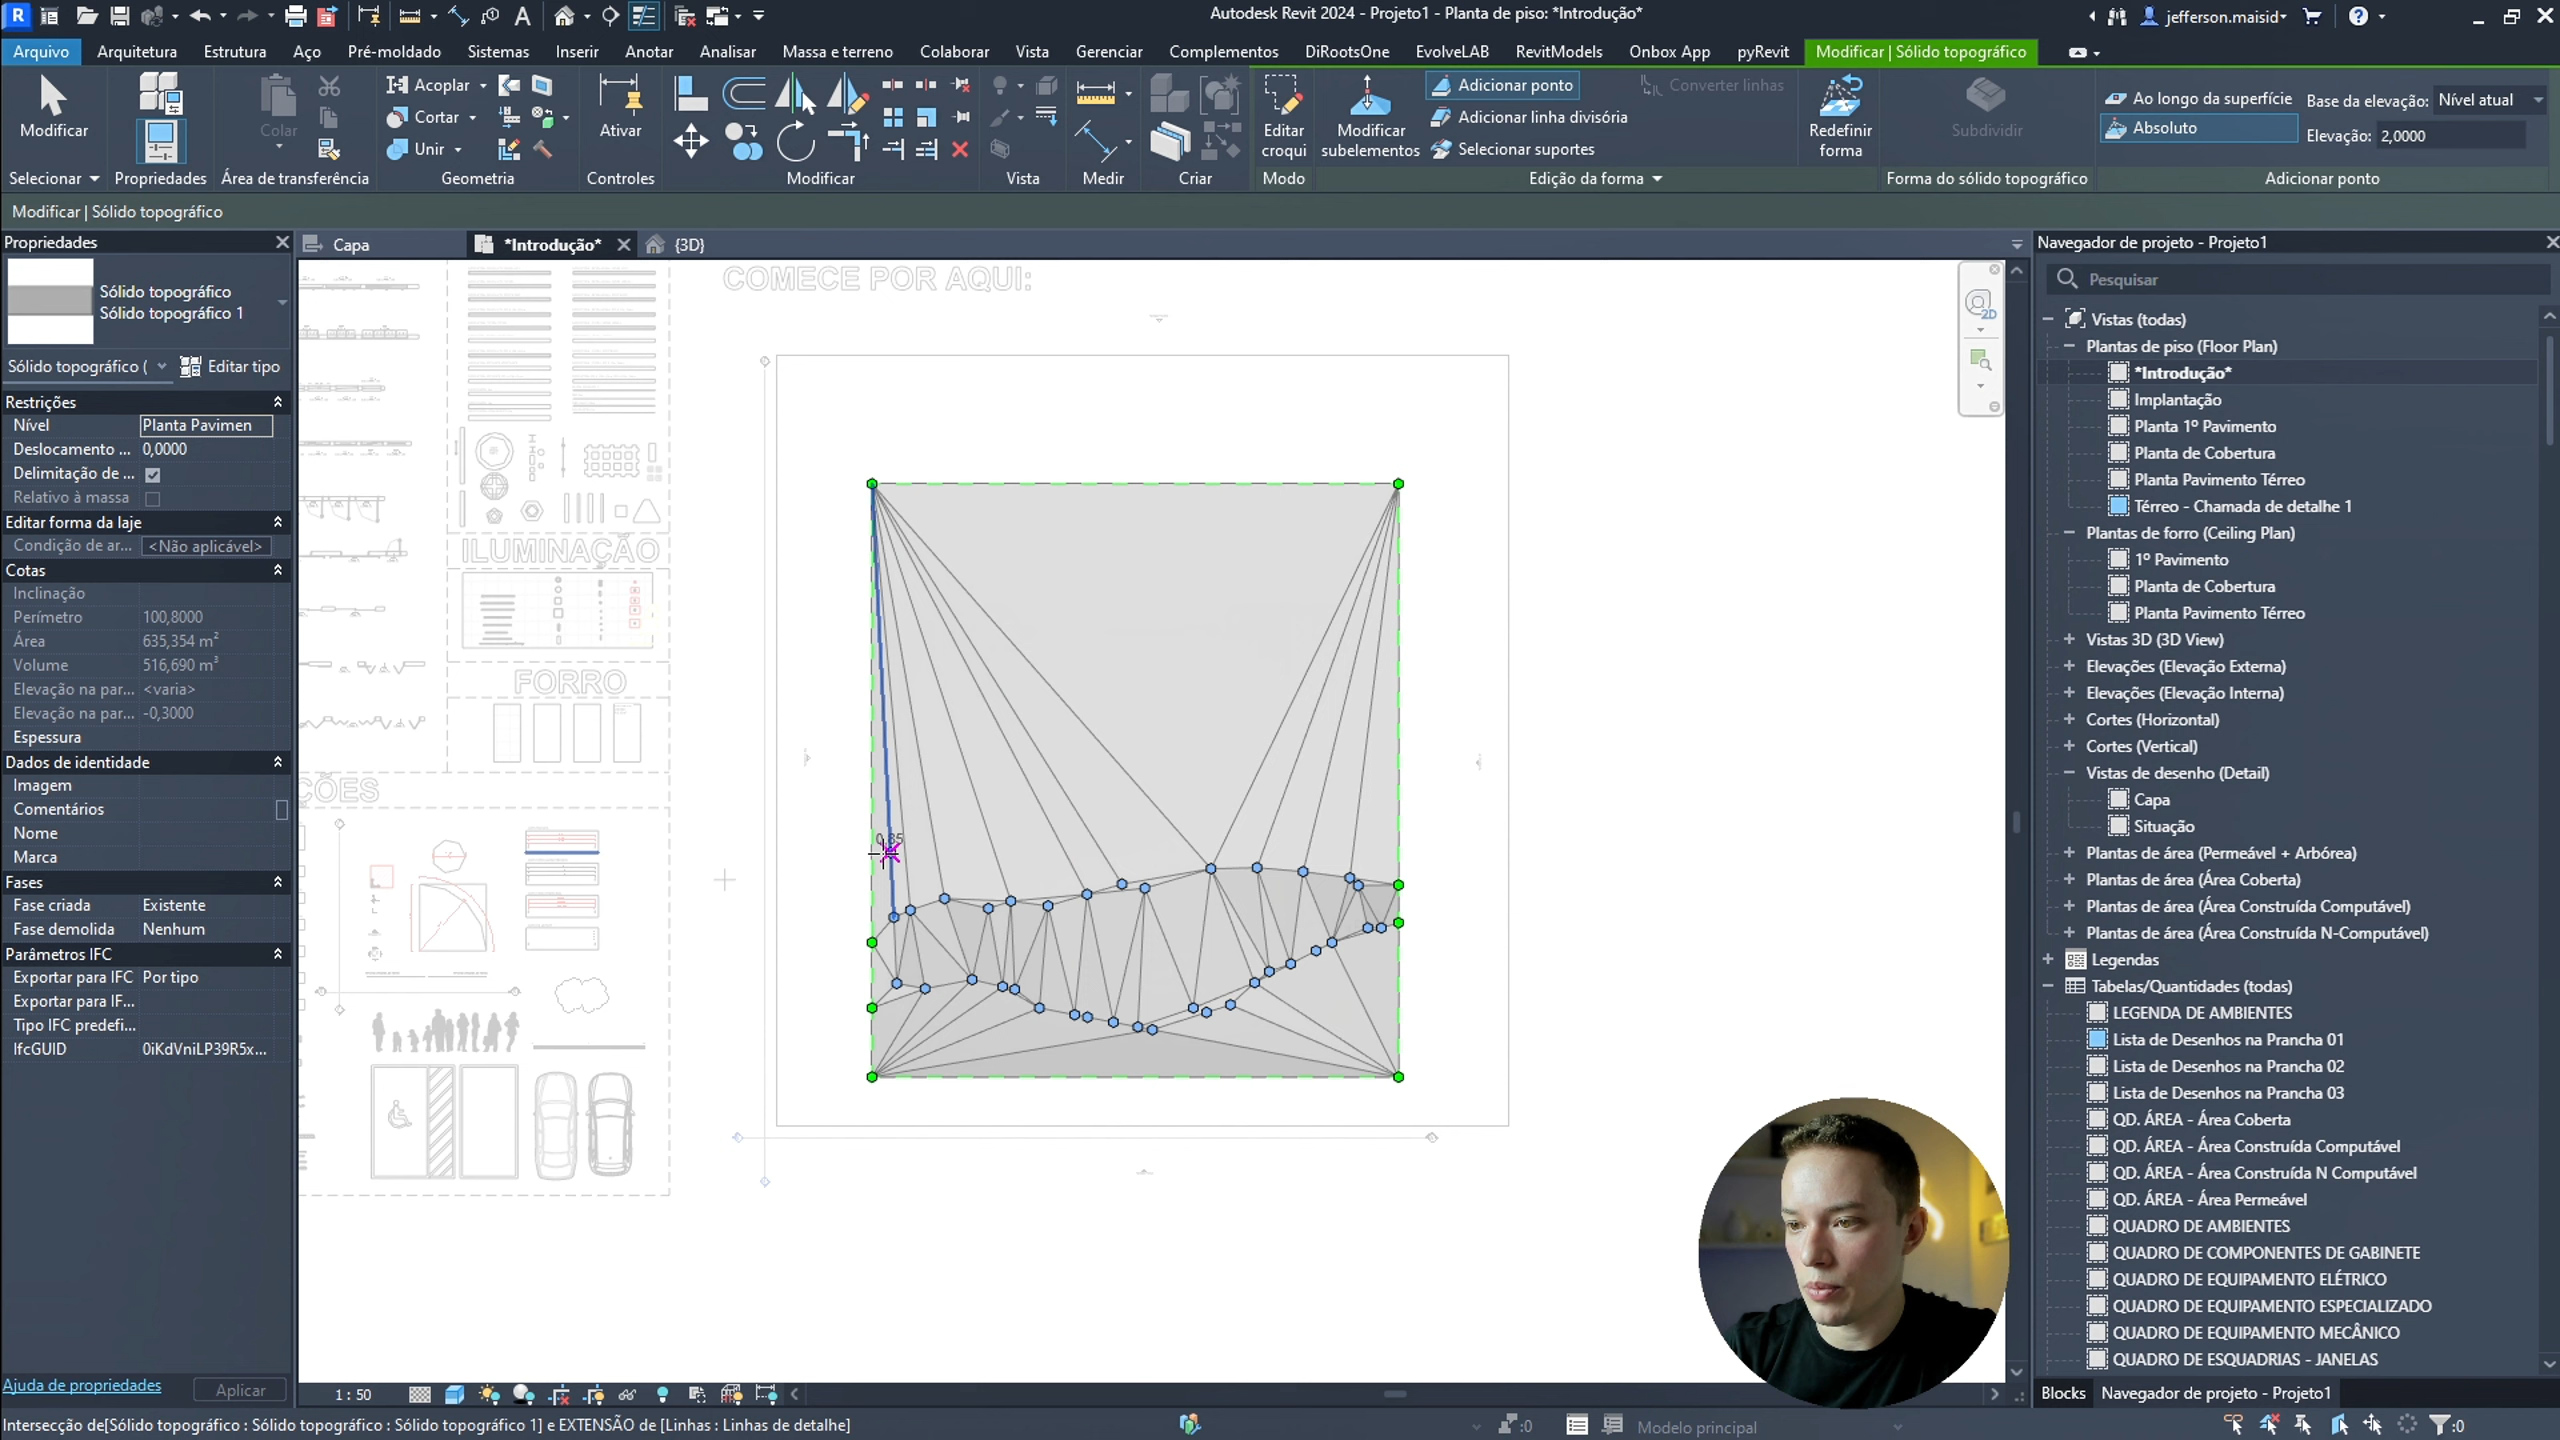 Autodesk Revit 2024 - Projeto1 - Planta de piso: *Introdução*
jefferson.maisid
Arquivo Arquitetura Estrutura Aço Pré-moldado Sistemas Inserir Anotar Analisar Massa e terreno Colaborar Vista Gerenciar Complementos DiRootsOne EvolveLAB RevitModels Onbox App pyRevit Modificar | Sólido topográfico
Modificar
Selecionar
Propriedades
Colar
Área de transferência
Acoplar
Cortar
Unir
Geometria
Ativar
Controles
Modificar
Vista
Medir
Criar
Editar croqui
Modo
Modificar subelementos
Adicionar ponto
Adicionar linha divisória
Selecionar suportes
Converter linhas
Edição da forma
Redefinir forma
Subdividir
Forma do sólido topográfico
Ao longo da superfície
Absoluto
Base da elevação: Nível atual
Elevação: 2,0000
Adicionar ponto
Modificar | Sólido topográfico
Propriedades
Sólido topográfico
Sólido topográfico 1
Sólido topográfico (
Editar tipo
Restrições
Nível Planta Pavimen
Deslocamento ... 0,0000
Delimitação de ...
Relativo à massa
Editar forma da laje
Condição de ar... <Não aplicável>
Cotas
Inclinação
Perímetro 100,8000
Área 635,354 m²
Volume 516,690 m³
Elevação na par... <varia>
Elevação na par... -0,3000
Espessura
Dados de identidade
Imagem
Comentários
Nome
Marca
Fases
Fase criada Existente
Fase demolida Nenhum
Parâmetros IFC
Exportar para IFC Por tipo
Exportar para IF...
Tipo IFC predefi...
IfcGUID 0iKdVniLP39R5x...
Ajuda de propriedades
Aplicar
Capa
*Introdução*
{3D}
COMECE POR AQUI:
ILUMINAÇÃO
FORRO
ÇÕES
2D
1 : 50
Navegador de projeto - Projeto1
Pesquisar
Vistas (todas)
Plantas de piso (Floor Plan)
*Introdução*
Implantação
Planta 1º Pavimento
Planta de Cobertura
Planta Pavimento Térreo
Térreo - Chamada de detalhe 1
Plantas de forro (Ceiling Plan)
1º Pavimento
Planta de Cobertura
Planta Pavimento Térreo
Vistas 3D (3D View)
Elevações (Elevação Externa)
Elevações (Elevação Interna)
Cortes (Horizontal)
Cortes (Vertical)
Vistas de desenho (Detail)
Capa
Situação
Plantas de área (Permeável + Arbórea)
Plantas de área (Área Coberta)
Plantas de área (Área Construída Computável)
Plantas de área (Área Construída N-Computável)
Legendas
Tabelas/Quantidades (todas)
LEGENDA DE AMBIENTES
Lista de Desenhos na Prancha 01
Lista de Desenhos na Prancha 02
Lista de Desenhos na Prancha 03
QD. ÁREA - Área Coberta
QD. ÁREA - Área Construída Computável
QD. ÁREA - Área Construída N Computável
QD. ÁREA - Área Permeável
QUADRO DE AMBIENTES
QUADRO DE COMPONENTES DE GABINETE
QUADRO DE EQUIPAMENTO ELÉTRICO
QUADRO DE EQUIPAMENTO ESPECIALIZADO
QUADRO DE EQUIPAMENTO MECÂNICO
QUADRO DE ESQUADRIAS - JANELAS
Blocks
Navegador de projeto - Projeto1
Intersecção de[Sólido topográfico : Sólido topográfico : Sólido topográfico 1] e EXTENSÃO de [Linhas : Linhas de detalhe]
:0
Modelo principal
:0